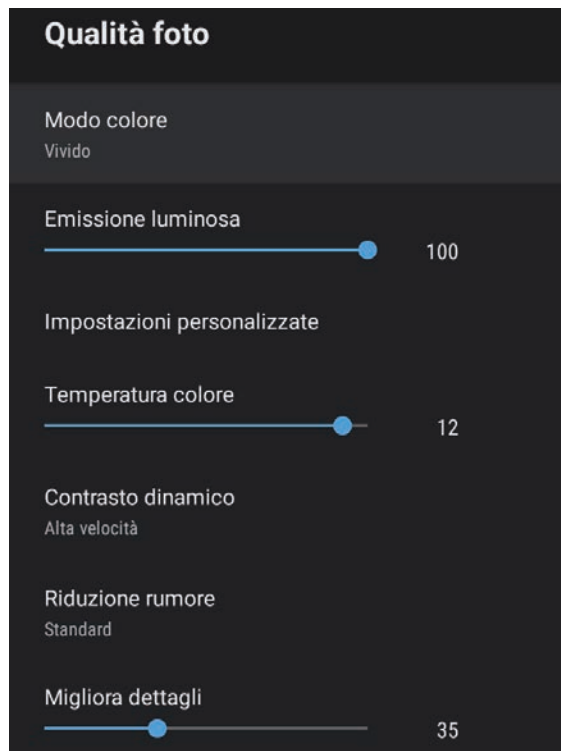 Qualità foto
Modo colore
Vivido
Emissione luminosa
100
Impostazioni personalizzate
Temperatura colore
12
Contrasto dinamico
Alta velocità
Riduzione rumore
Standard
Migliora dettagli
35